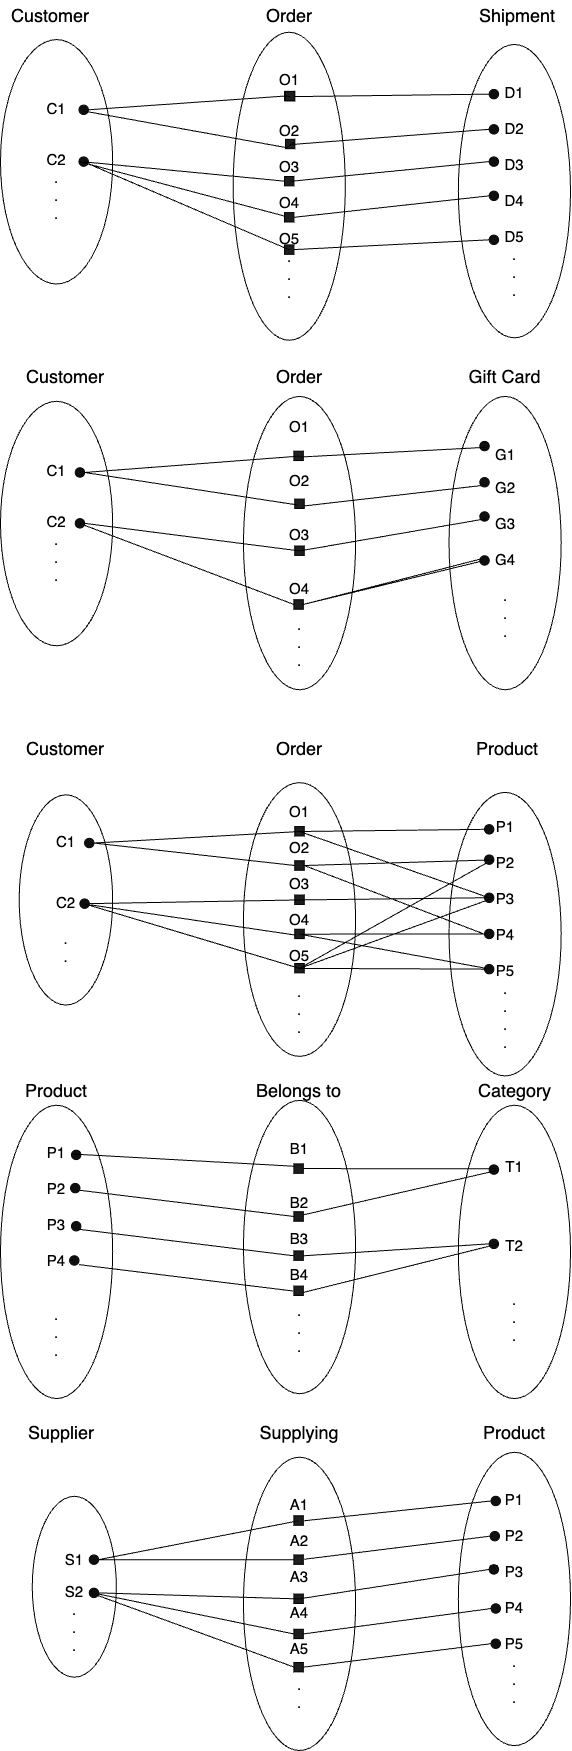 Customer Order Shipment
O1
D1
C1
O2
D2
C2
O3
D3
O4
D4
O5
D5
Customer Order Gift Card
O1
G1
C1
O2
G2
C2
O3
G3
O4
G4
Customer Order Product
O1
P1
C1
O2
P2
O3
P3
C2
O4
P4
O5
P5
Product Belongs to Category
P1
B1
T1
P2
B2
P3
B3
T2
P4
B4
Supplier Supplying Product
A1
P1
A2
P2
S1
A3
P3
S2
A4
P4
A5
P5